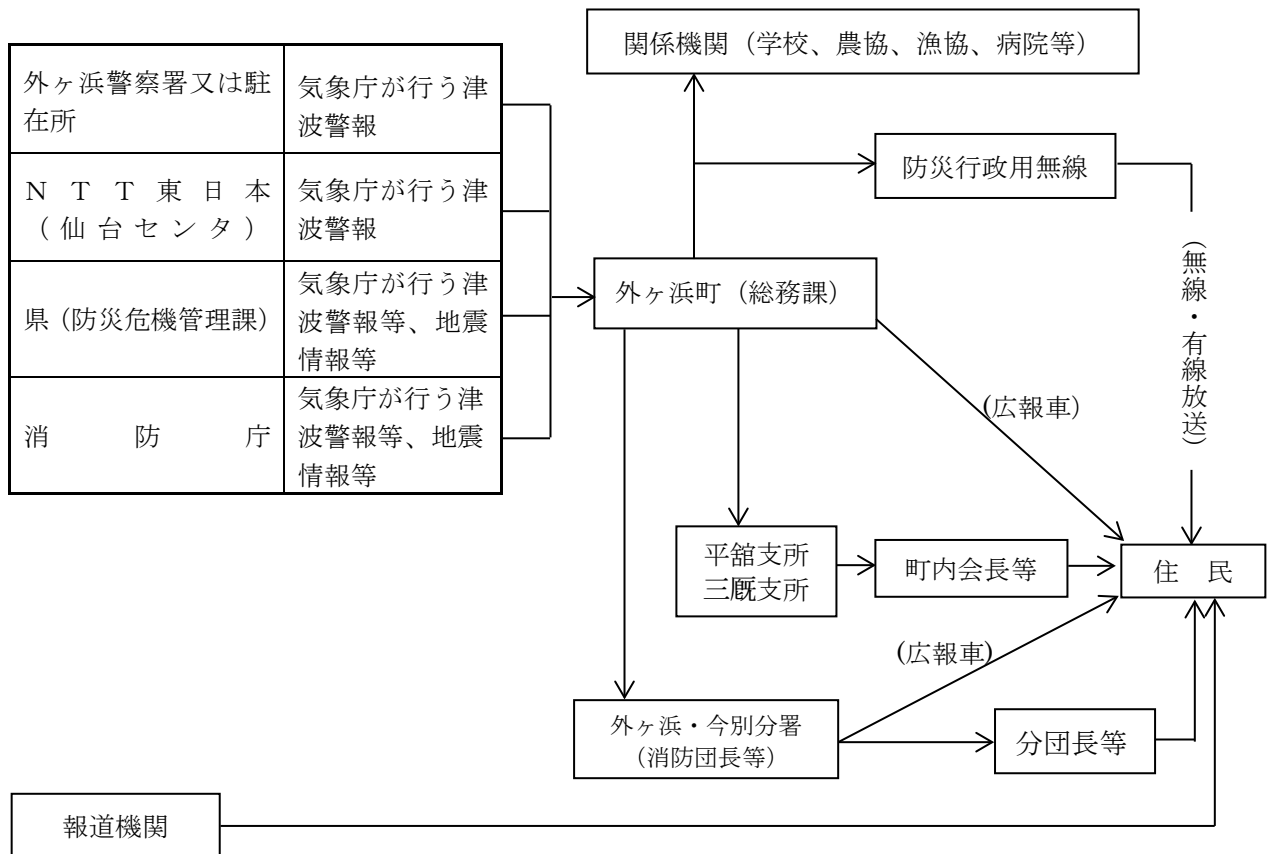 関係機関（学校、農協、漁協、病院等）
外ヶ浜警察署又は駐
在所
気象庁が行う津
波警報
防災行政用無線
ＮＴＴ東日本
（仙台センタ）
気象庁が行う津
波警報
（無線・有線放送）
県（防災危機管理課）
気象庁が行う津
波警報等、地震
情報等
外ヶ浜町（総務課）
消防庁
気象庁が行う津
波警報等、地震
情報等
(広報車）
平舘支所
三厩支所
町内会長等
住　民
(広報車)
外ヶ浜・今別分署
（消防団長等）
分団長等
報道機関